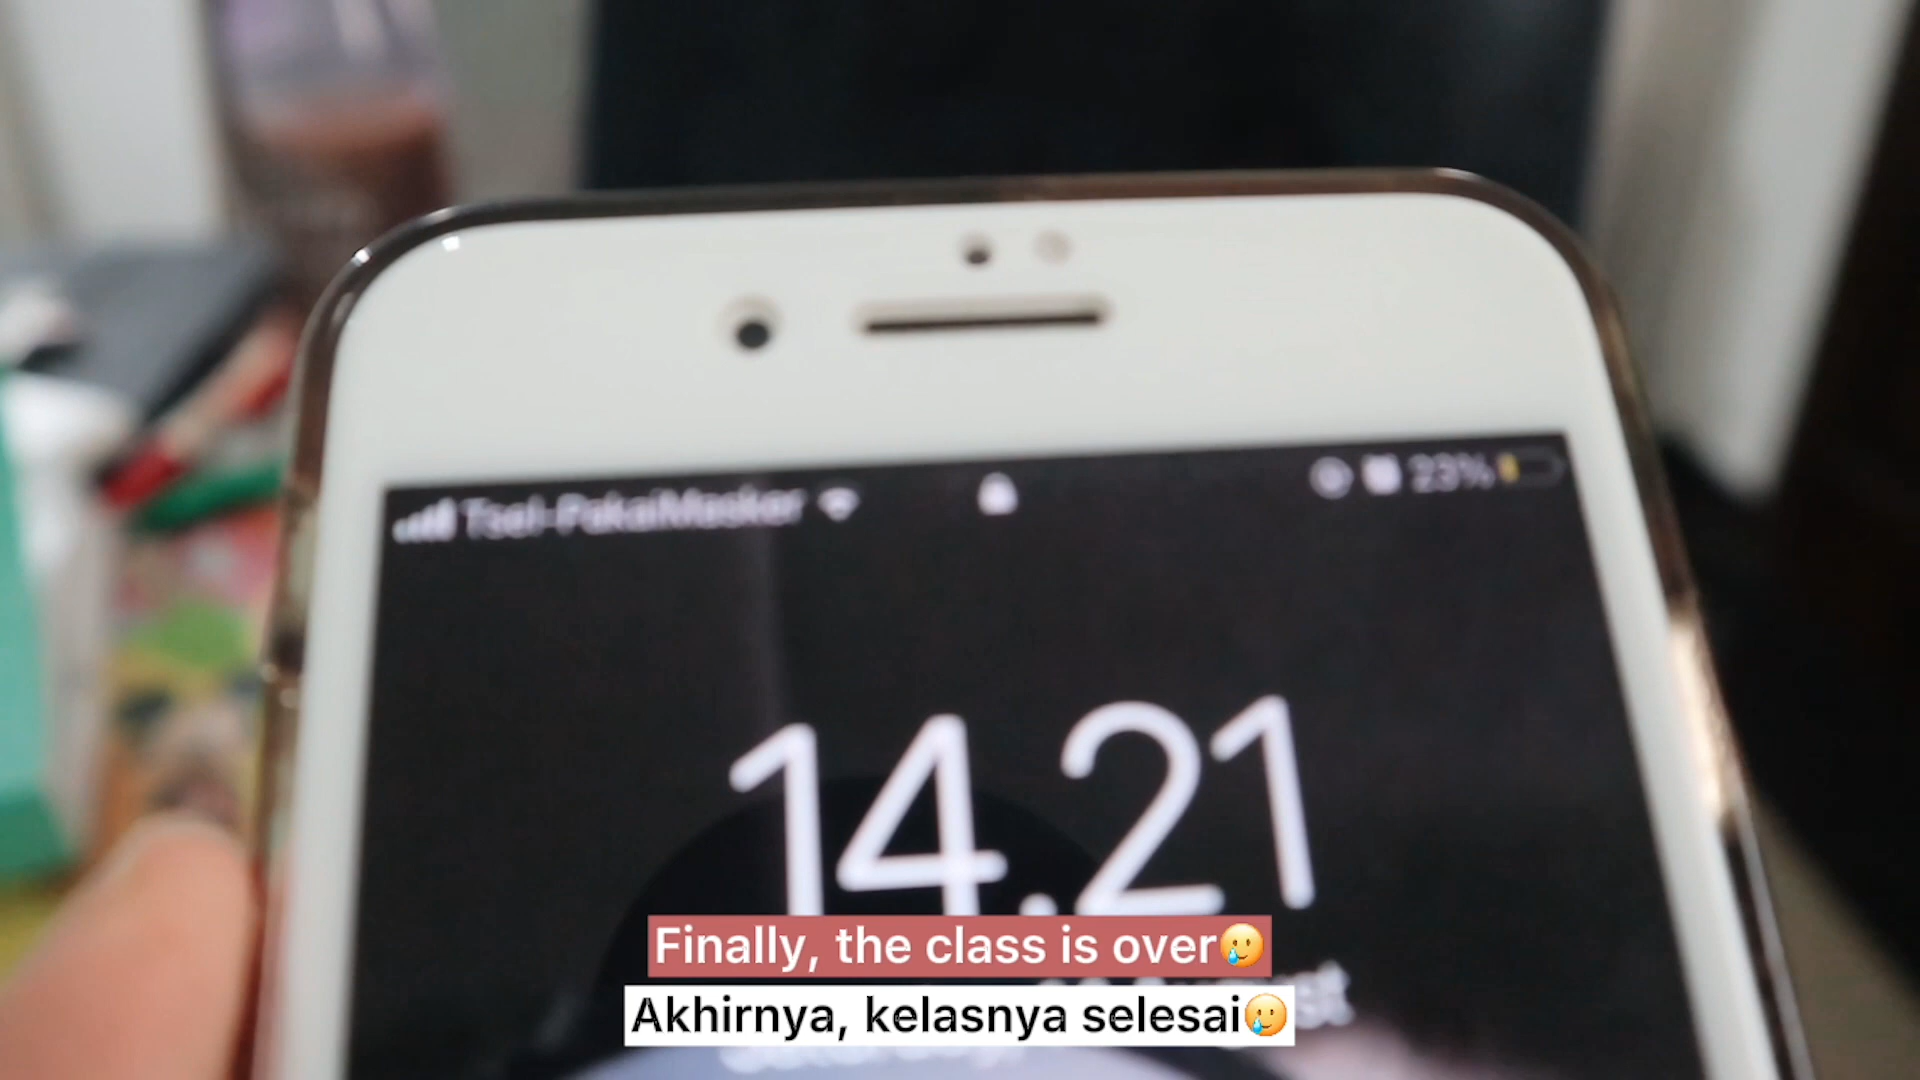 Tsel-PakaiMasker
23%
14.21
Finally, the class is over🥲
Akhirnya, kelasnya selesai🥲